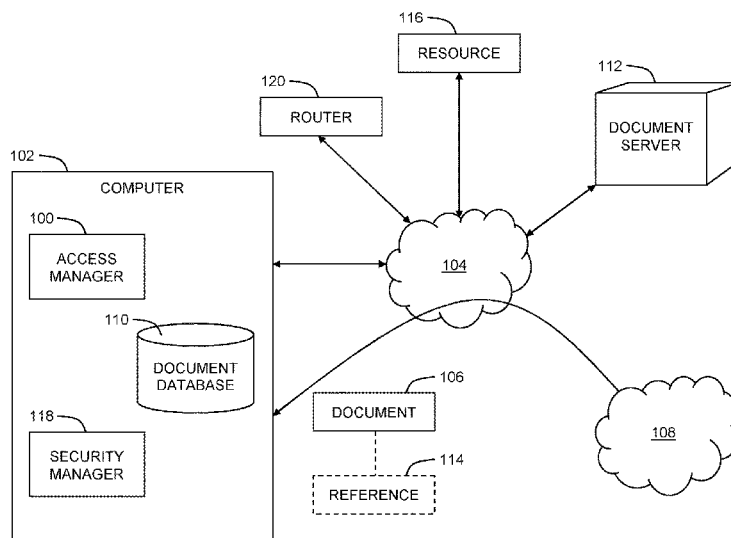 116
RESOURCE
112
DOCUMENT
SERVER
120
ROUTER
102
COMPUTER
100
ACCESS
MANAGER
104
110
DOCUMENT
DATABASE
106
DOCUMENT
108
118
SECURITY
MANAGER
114
REFERENCE